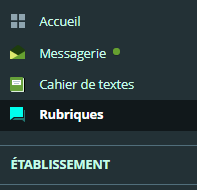 Accueil
Messagerie
Cahier de textes
Rubriques
ÉTABLISSEMENT